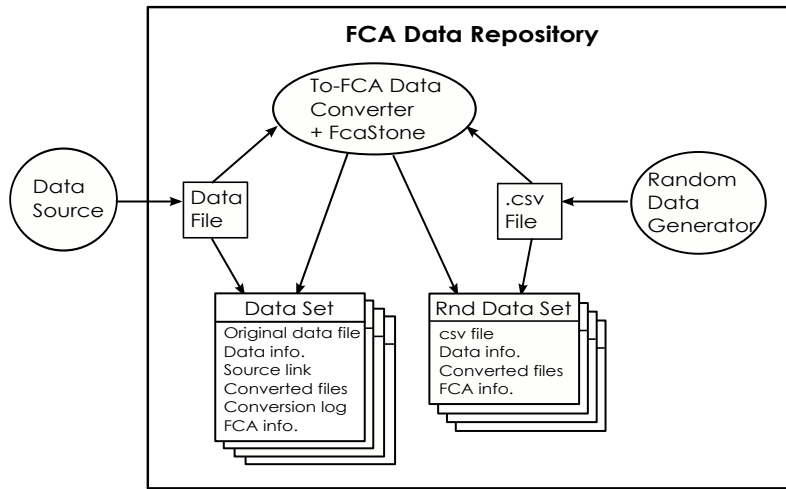 FCA Data Repository
To-FCA Data
Converter
+ FcaStone
Data
Source
Data
File
.csv
File
Random
Data
Generator
Data Set
Original data file
Data info.
Source link
Converted files
Conversion log
FCA info.
Rnd Data Set
csv file
Data info.
Converted files
FCA info.